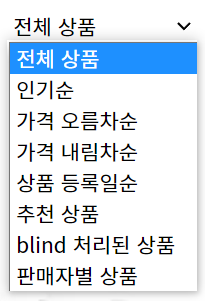 전체 상품
전체 상품
인기순
가격 오름차순
가격 내림차순
상품 등록일순
추천 상품
blind 처리된 상품
판매자별 상품